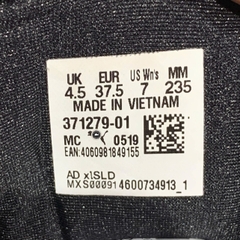 UK EUR US Wn's MM
4.5 37.5 7 235
MADE IN VIETNAM
371279-01
MC 0519
EAN:4060981849155
AD xlSLD
MXS00091 4600734913_1